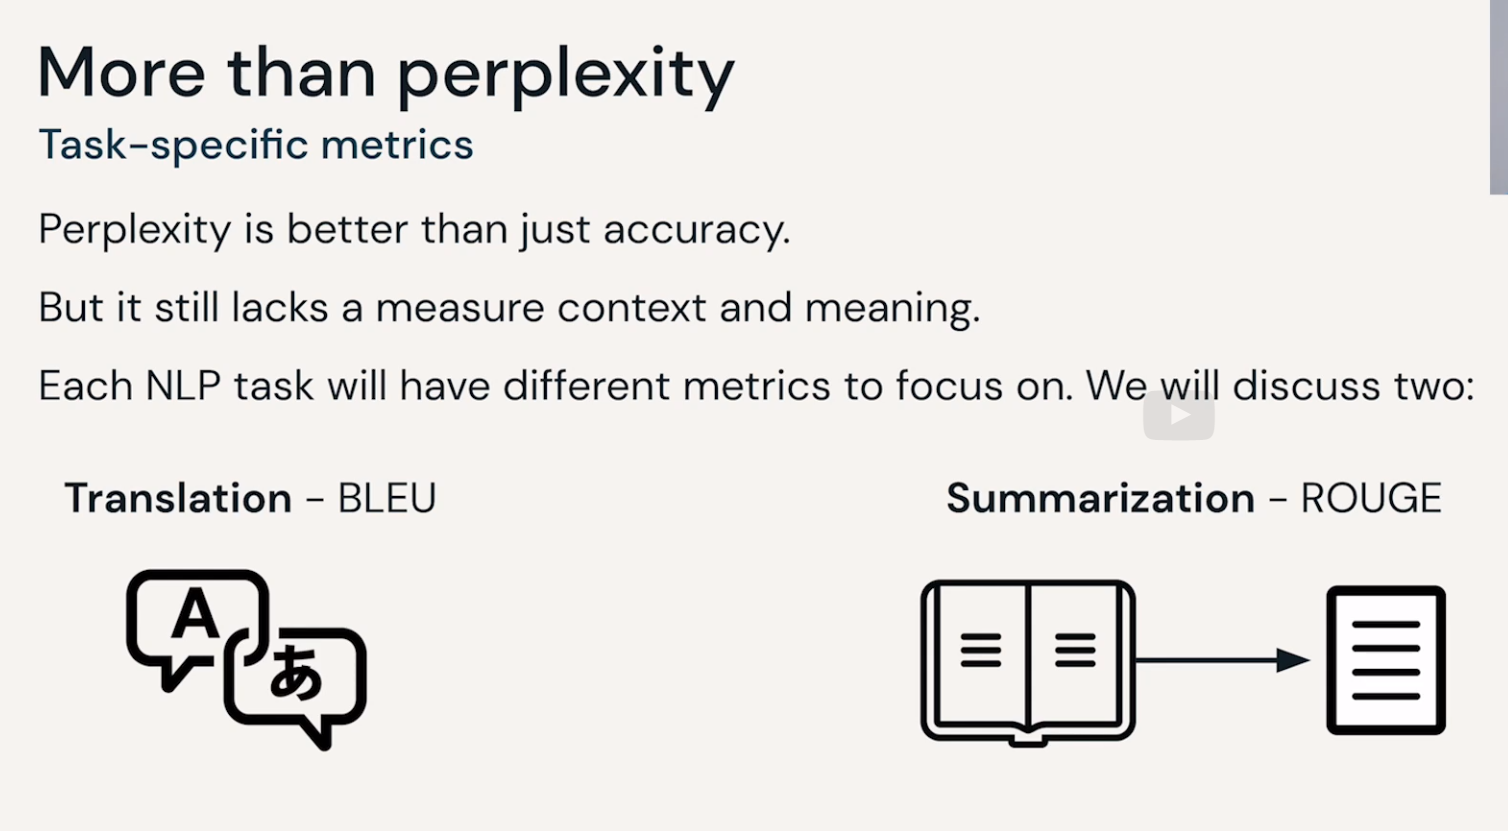 More than perplexity
Task-specific metrics
Perplexity is better than just accuracy.
But it still lacks a measure context and meaning.
Each NLP task will have different metrics to focus on. We will discuss two:
Translation - BLEU
Summarization - ROUGE
A
あ